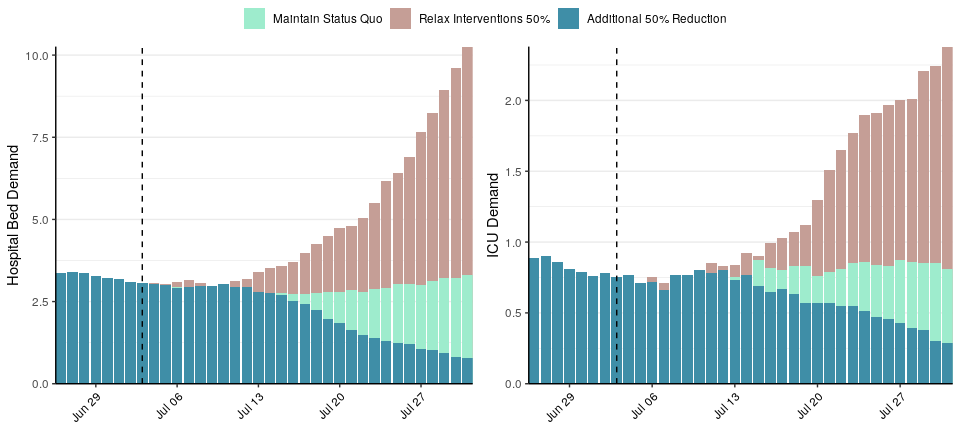 Maintain Status Quo Relax Interventions 50% Additional 50% Reduction
Hospital Bed Demand
10.0
7.5
5.0
2.5
0.0
Jun 29 Jul 06 Jul 13 Jul 20 Jul 27
ICU Demand
2.0
1.5
1.0
0.5
0.0
Jun 29 Jul 06 Jul 13 Jul 20 Jul 27